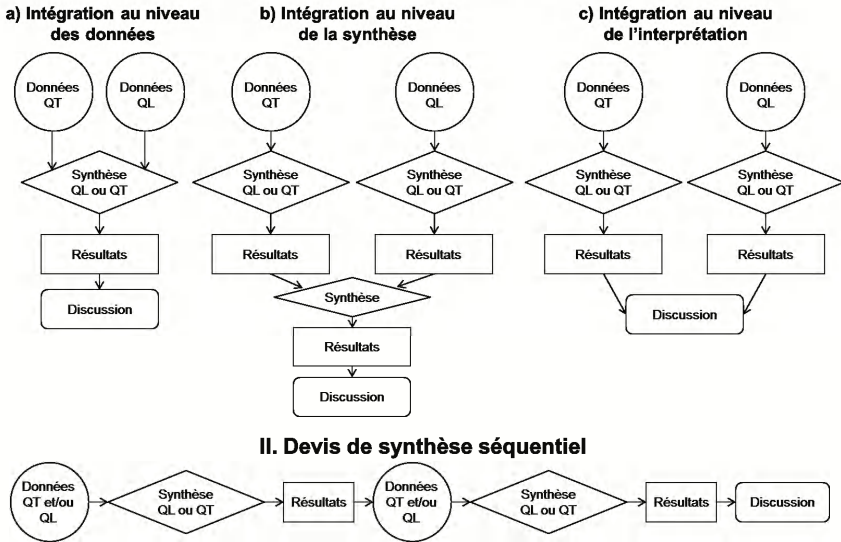 a) Intégration au niveau
des données
Données
QT
Données
QL
Synthèse
QL ou QT
Résultats
Discussion
b) Intégration au niveau
de la synthèse
Données
QT
Données
QL
Synthèse
QL ou QT
Synthèse
QL ou QT
Résultats
Résultats
Synthèse
Résultats
Discussion
c) Intégration au niveau
de l'interprétation
Données
QT
Données
QL
Synthèse
QL ou QT
Synthèse
QL ou QT
Résultats
Résultats
Discussion
II. Devis de synthèse séquentiel
Données
QT et/ou
QL
Synthèse
QL ou QT
Résultats
Données
QT et/ou
QL
Synthèse
QL ou QT
Résultats
Discussion